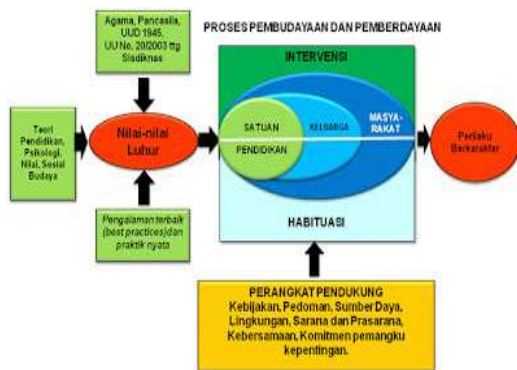 Agama, Pancasila,
UUD 1945,
UU No. 20/2003 ttg
Sisdiknas
PROSES PEMBUDAYAAN DAN PEMBERDAYAAN
INTERVENSI
Teori
Pendidikan,
Psikologi,
Nilai, Sosial
Budaya
Nilai-nilai
Luhur
SATUAN
PENDIDIKAN
KELUARGA
MASYA-
RAKAT
Perilaku
Berkarakter
Pengalaman terbaik
(best practices)dan
praktik nyata
HABITUASI
PERANGKAT PENDUKUNG
Kebijakan, Pedoman, Sumber Daya,
Lingkungan, Sarana dan Prasarana,
Kebersamaan, Komitmen pemangku
kepentingan.